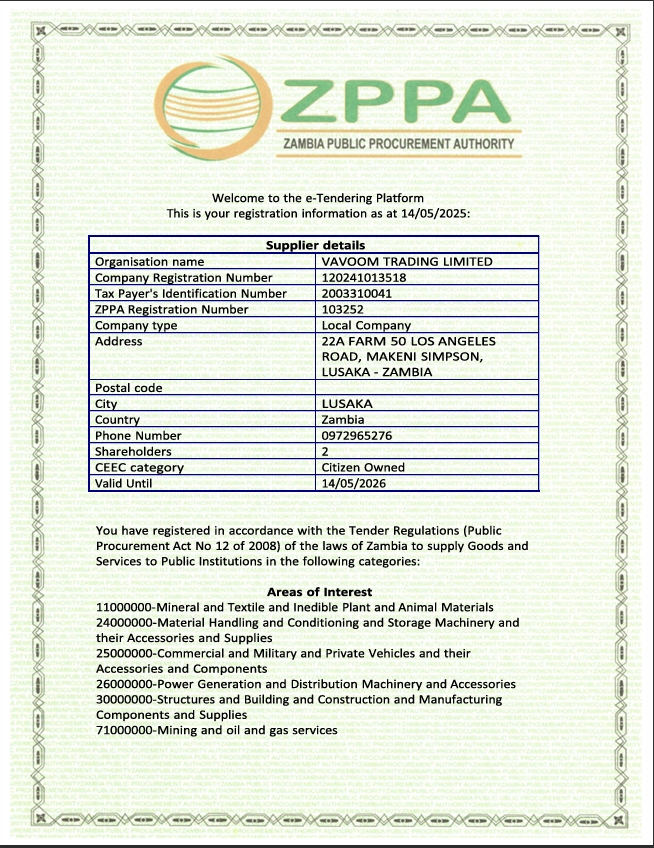 ZPPA
ZAMBIA PUBLIC PROCUREMENT AUTHORITY
Welcome to the e-Tendering Platform
This is your registration information as at 14/05/2025:
Supplier details
Organisation name VAVOOM TRADING LIMITED
Company Registration Number 120241013518
Tax Payer's Identification Number 2003310041
ZPPA Registration Number 103252
Company type Local Company
Address 22A FARM 50 LOS ANGELES
ROAD, MAKENI SIMPSON,
LUSAKA - ZAMBIA
Postal code
City LUSAKA
Country Zambia
Phone Number 0972965276
Shareholders 2
CEEC category Citizen Owned
Valid Until 14/05/2026
You have registered in accordance with the Tender Regulations (Public
Procurement Act No 12 of 2008) of the laws of Zambia to supply Goods and
Services to Public Institutions in the following categories:
Areas of Interest
11000000-Mineral and Textile and Inedible Plant and Animal Materials
24000000-Material Handling and Conditioning and Storage Machinery and
their Accessories and Supplies
25000000-Commercial and Military and Private Vehicles and their
Accessories and Components
26000000-Power Generation and Distribution Machinery and Accessories
30000000-Structures and Building and Construction and Manufacturing
Components and Supplies
71000000-Mining and oil and gas services